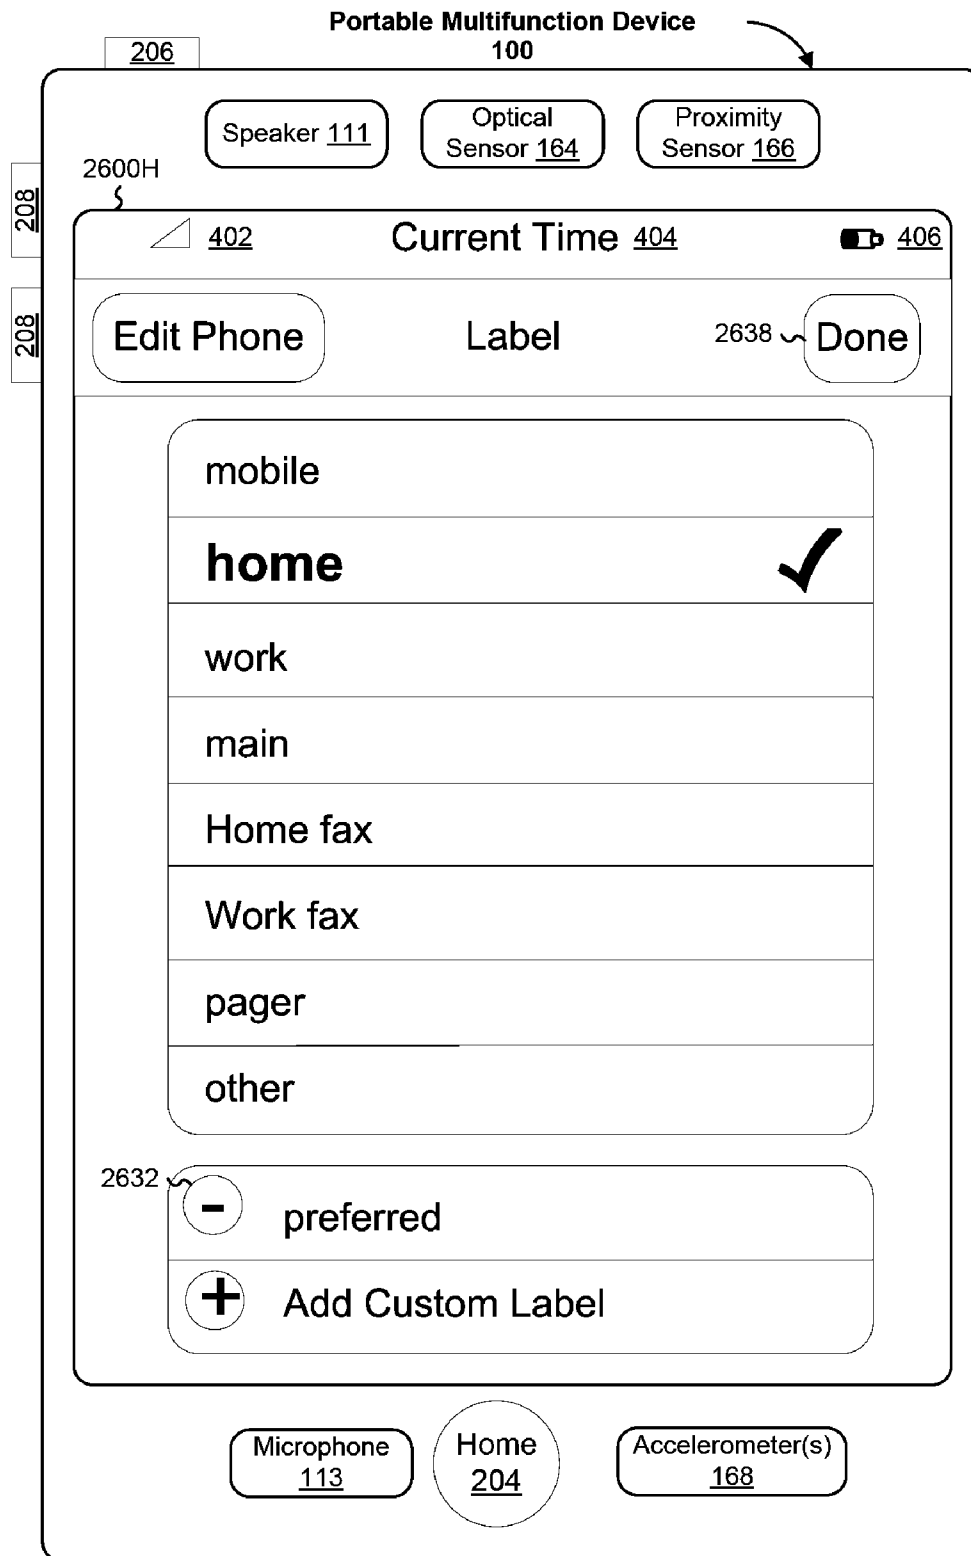 Portable Multifunction Device
100
206
Speaker 111
Optical
Sensor 164
Proximity
Sensor 166
2600H
208
402
Current Time 404
406
208
Edit Phone
Label
2638
Done
mobile
home
work
main
Home fax
Work fax
pager
other
2632
-
preferred
+
Add Custom Label
Microphone
113
Home
204
Accelerometer(s)
168